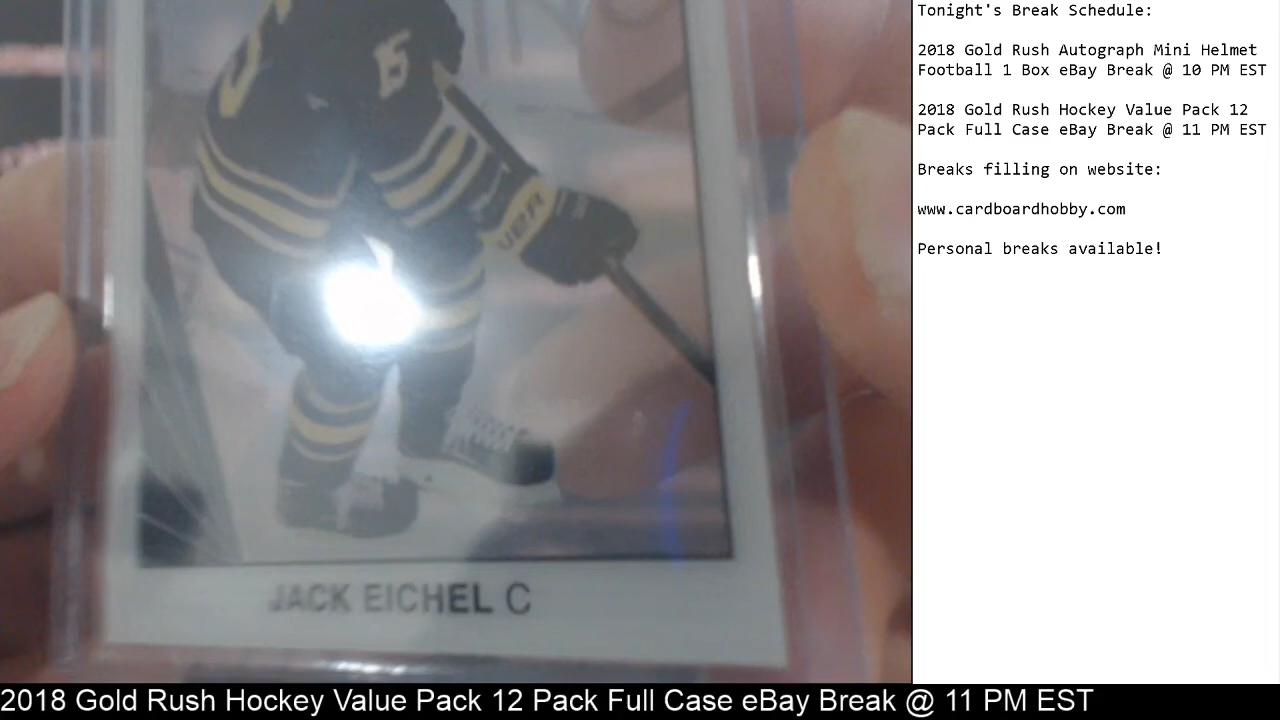 Tonight's Break Schedule:
2018 Gold Rush Autograph Mini Helmet
Football 1 Box eBay Break @ 10 PM EST
2018 Gold Rush Hockey Value Pack 12
Pack Full Case eBay Break @ 11 PM EST
Breaks filling on website:
www.cardboardhobby.com
Personal breaks available!
JACK EICHEL C
2018 Gold Rush Hockey Value Pack 12 Pack Full Case eBay Break @ 11 PM EST